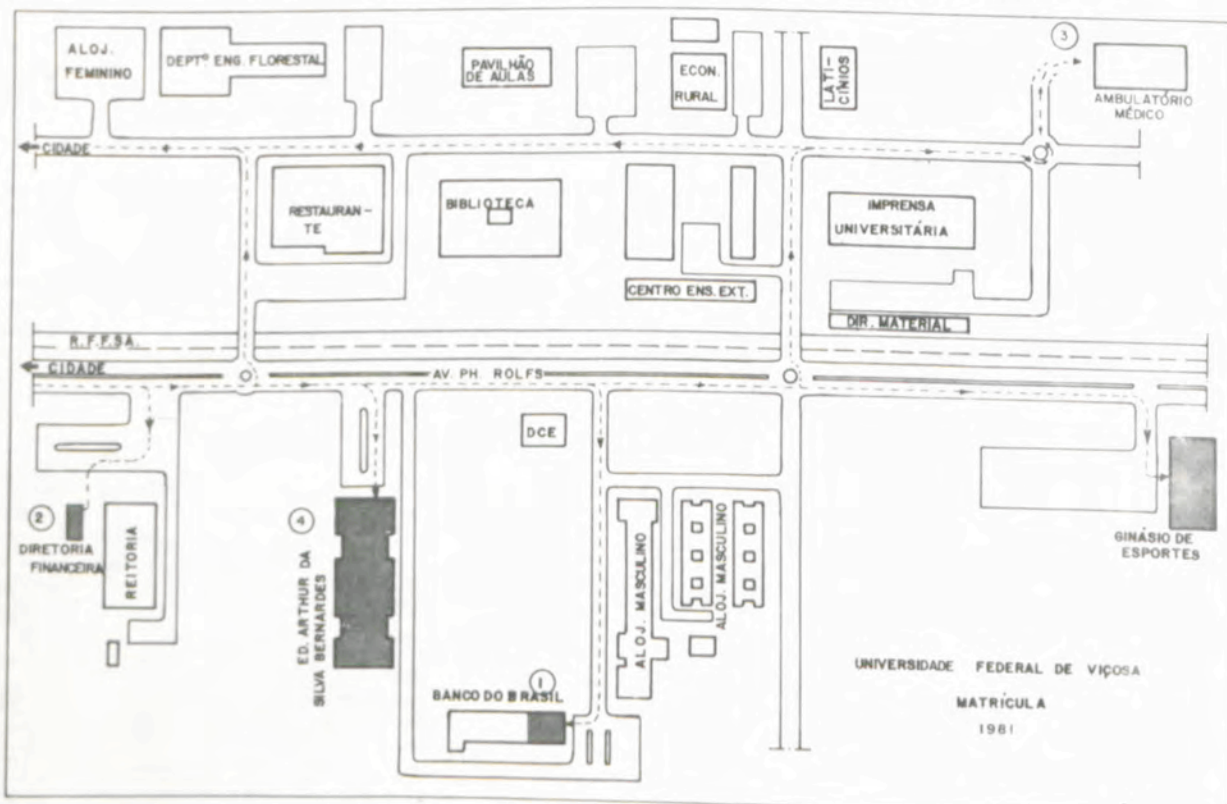 ALOJ.
FEMININO
DEPTº ENG. FLORESTAL
PAVILHÃO
DE AULAS
ECON.
RURAL
LATI-
CÍNIOS
3
AMBULATÓRIO
MÉDICO
CIDADE
RESTAURAN-
TE
BIBLIOTECA
IMPRENSA
UNIVERSITÁRIA
CENTRO ENS. EXT.
DIR. MATERIAL
R.F.F.SA.
CIDADE
AV. PH. ROLFS
DCE
2
DIRETORIA
FINANCEIRA
REITORIA
4
ED. ARTHUR DA
SILVA BERNARDES
1
BANCO DO BRASIL
ALOJ. MASCULINO
ALOJ. MASCULINO
GINÁSIO DE
ESPORTES
UNIVERSIDADE FEDERAL DE VIÇOSA
MATRÍCULA
1981